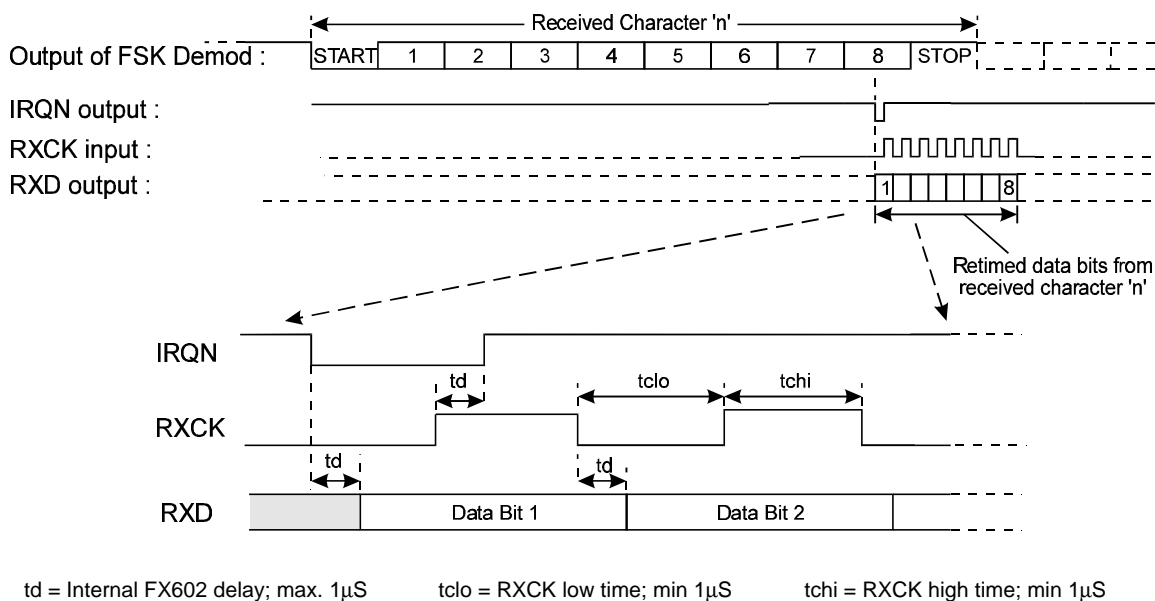 Received Character 'n'
Output of FSK Demod : START 1 2 3 4 5 6 7 8 STOP
IRQN output :
RXCK input :
RXD output : 1 8
Retimed data bits from
received character 'n'
IRQN
td tclo tchi
RXCK
td td
RXD Data Bit 1 Data Bit 2
td = Internal FX602 delay; max. 1µS tclo = RXCK low time; min 1µS tchi = RXCK high time; min 1µS